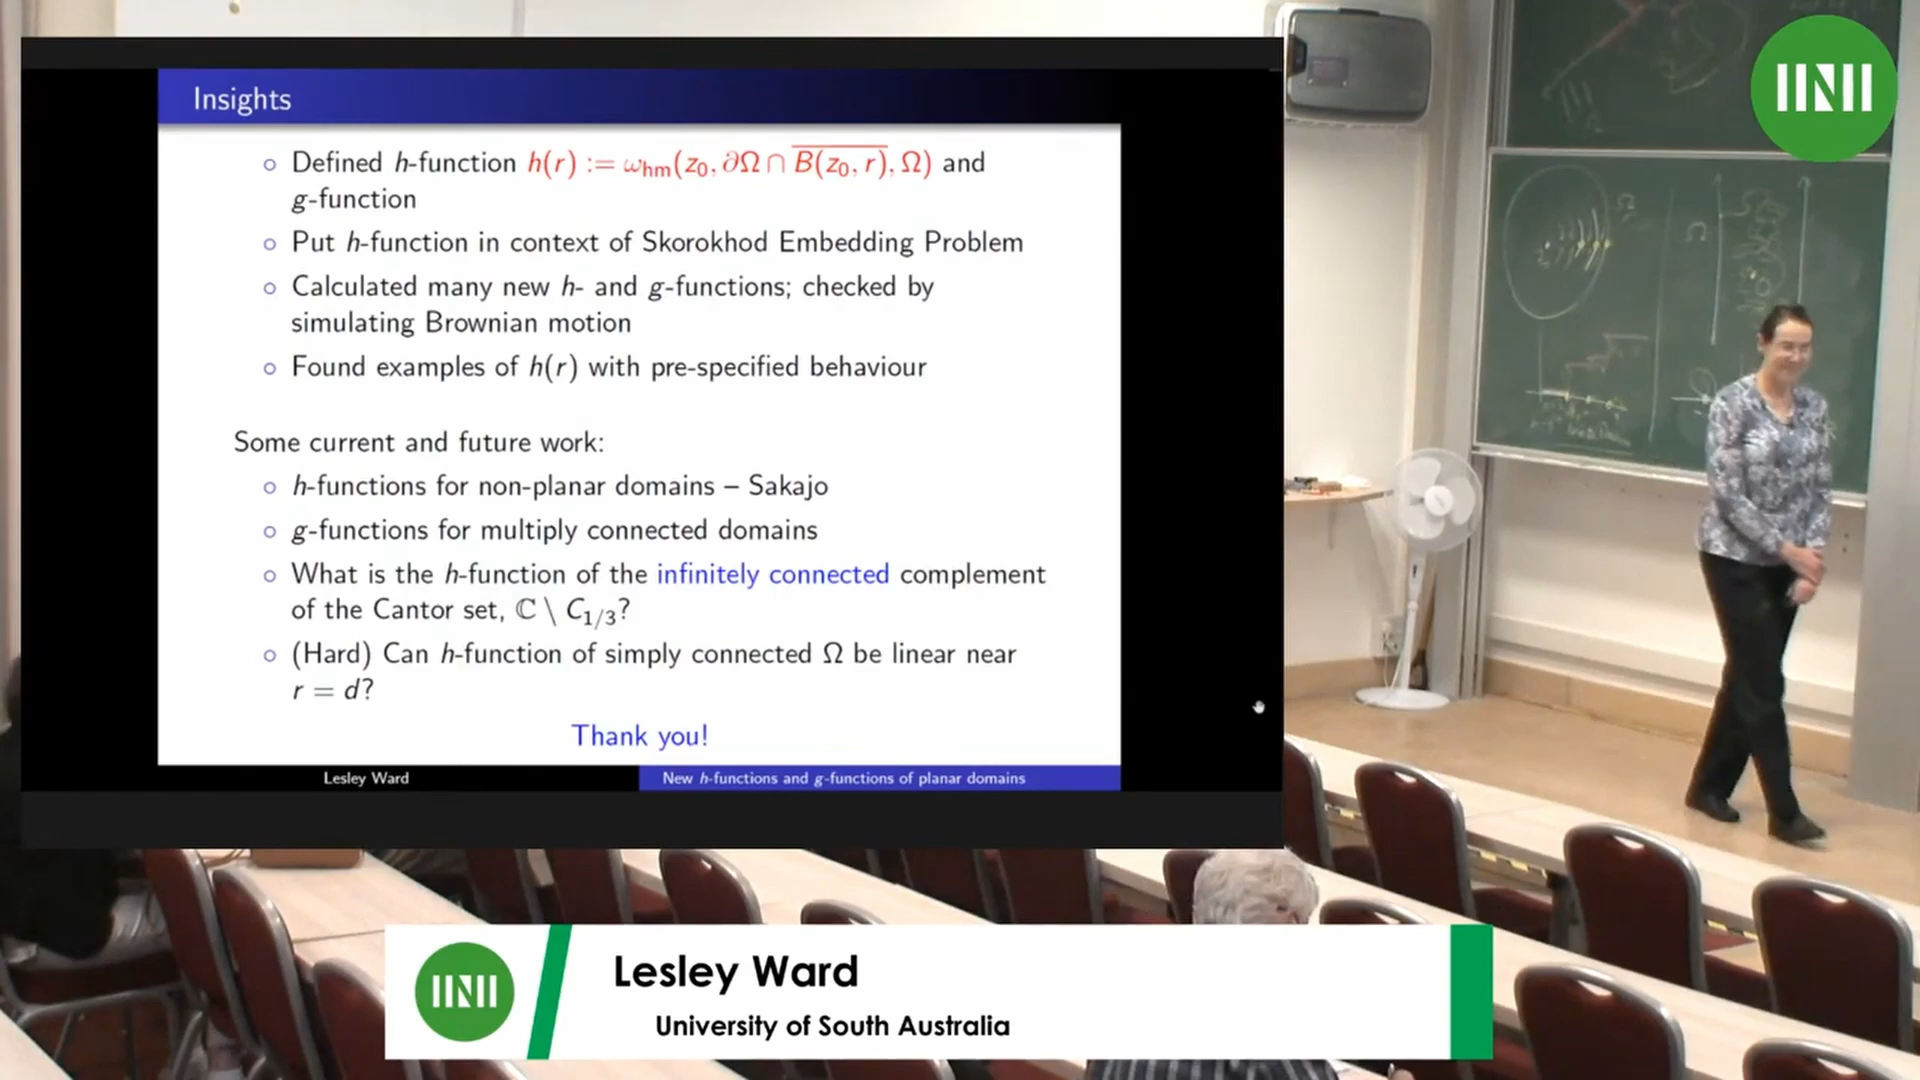 Insights
◦ Defined h-function h(r) := ω_hm(z₀, ∂Ω ∩ \overline{B(z₀, r)}, Ω) and
g-function
◦ Put h-function in context of Skorokhod Embedding Problem
◦ Calculated many new h- and g-functions; checked by
simulating Brownian motion
◦ Found examples of h(r) with pre-specified behaviour
Some current and future work:
◦ h-functions for non-planar domains – Sakajo
◦ g-functions for multiply connected domains
◦ What is the h-function of the infinitely connected complement
of the Cantor set, ℂ \ C_{1/3}?
◦ (Hard) Can h-function of simply connected Ω be linear near
r = d?
Thank you!
Lesley Ward
New h-functions and g-functions of planar domains
Ω
Ω
Lesley Ward
University of South Australia